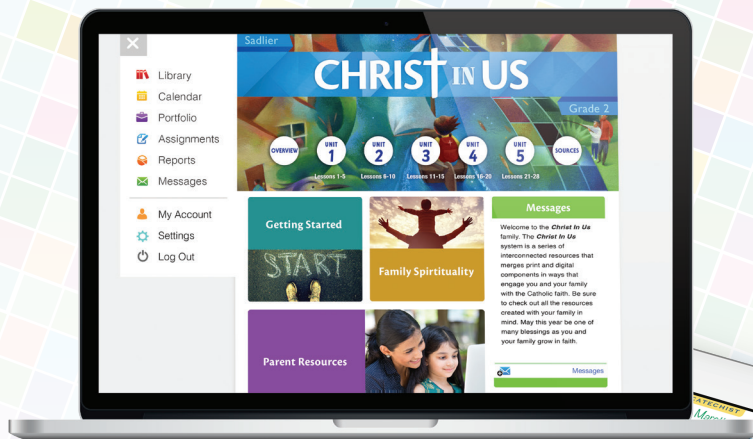 Library
Calendar
Portfolio
Assignments
Reports
Messages
My Account
Settings
Log Out
Sadlier
CHRIST IN US
Grade 2
OVERVIEW
UNIT
1
UNIT
2
UNIT
3
UNIT
4
UNIT
5
SOURCES
Lessons 1-5
Lessons 6-10
Lessons 11-15
Lessons 16-20
Lessons 21-28
Getting Started
START
Family Spirtituality
Parent Resources
Messages
Welcome to the Christ In Us
family. The Christ In Us
system is a series of
interconnected resources that
merges print and digital
components in ways that
engage you and your family
with the Catholic faith. Be sure
to check out all the resources
created with your family in
mind. May this year be one of
many blessings as you and
your family grow in faith.
Messages